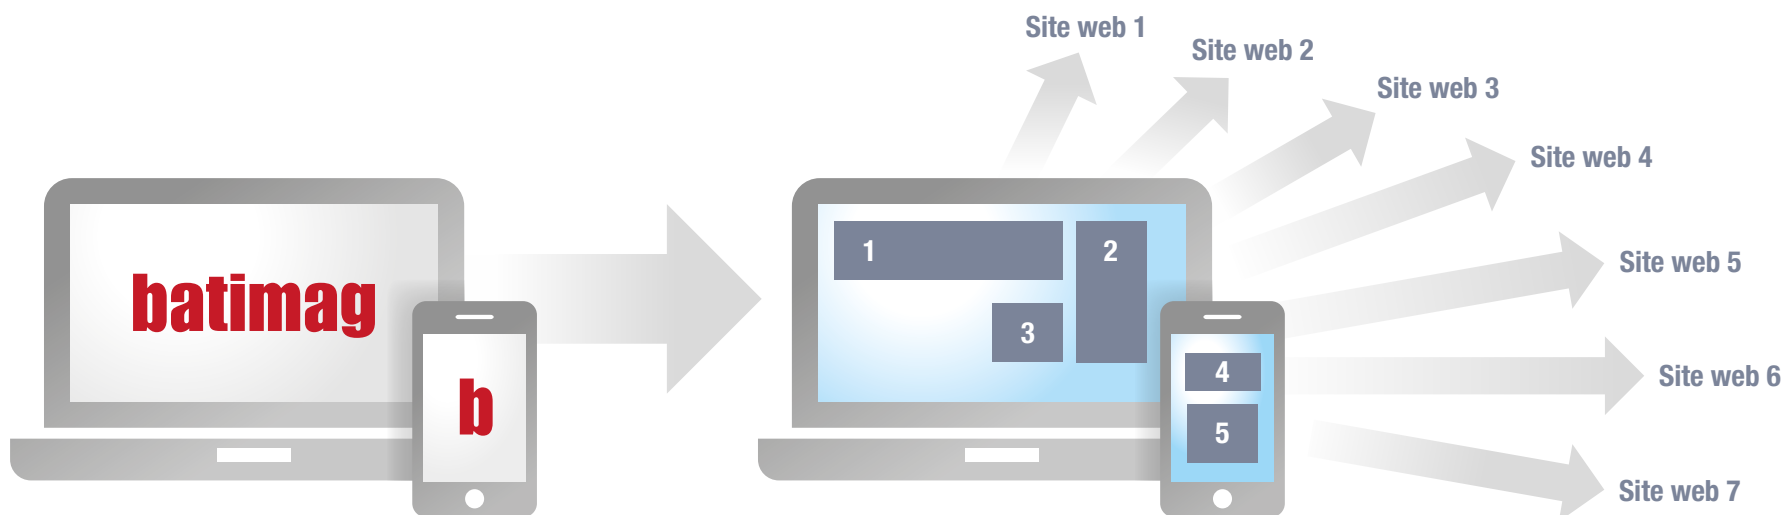 batimag
b
1
2
3
4
5
Site web 1
Site web 2
Site web 3
Site web 4
Site web 5
Site web 6
Site web 7